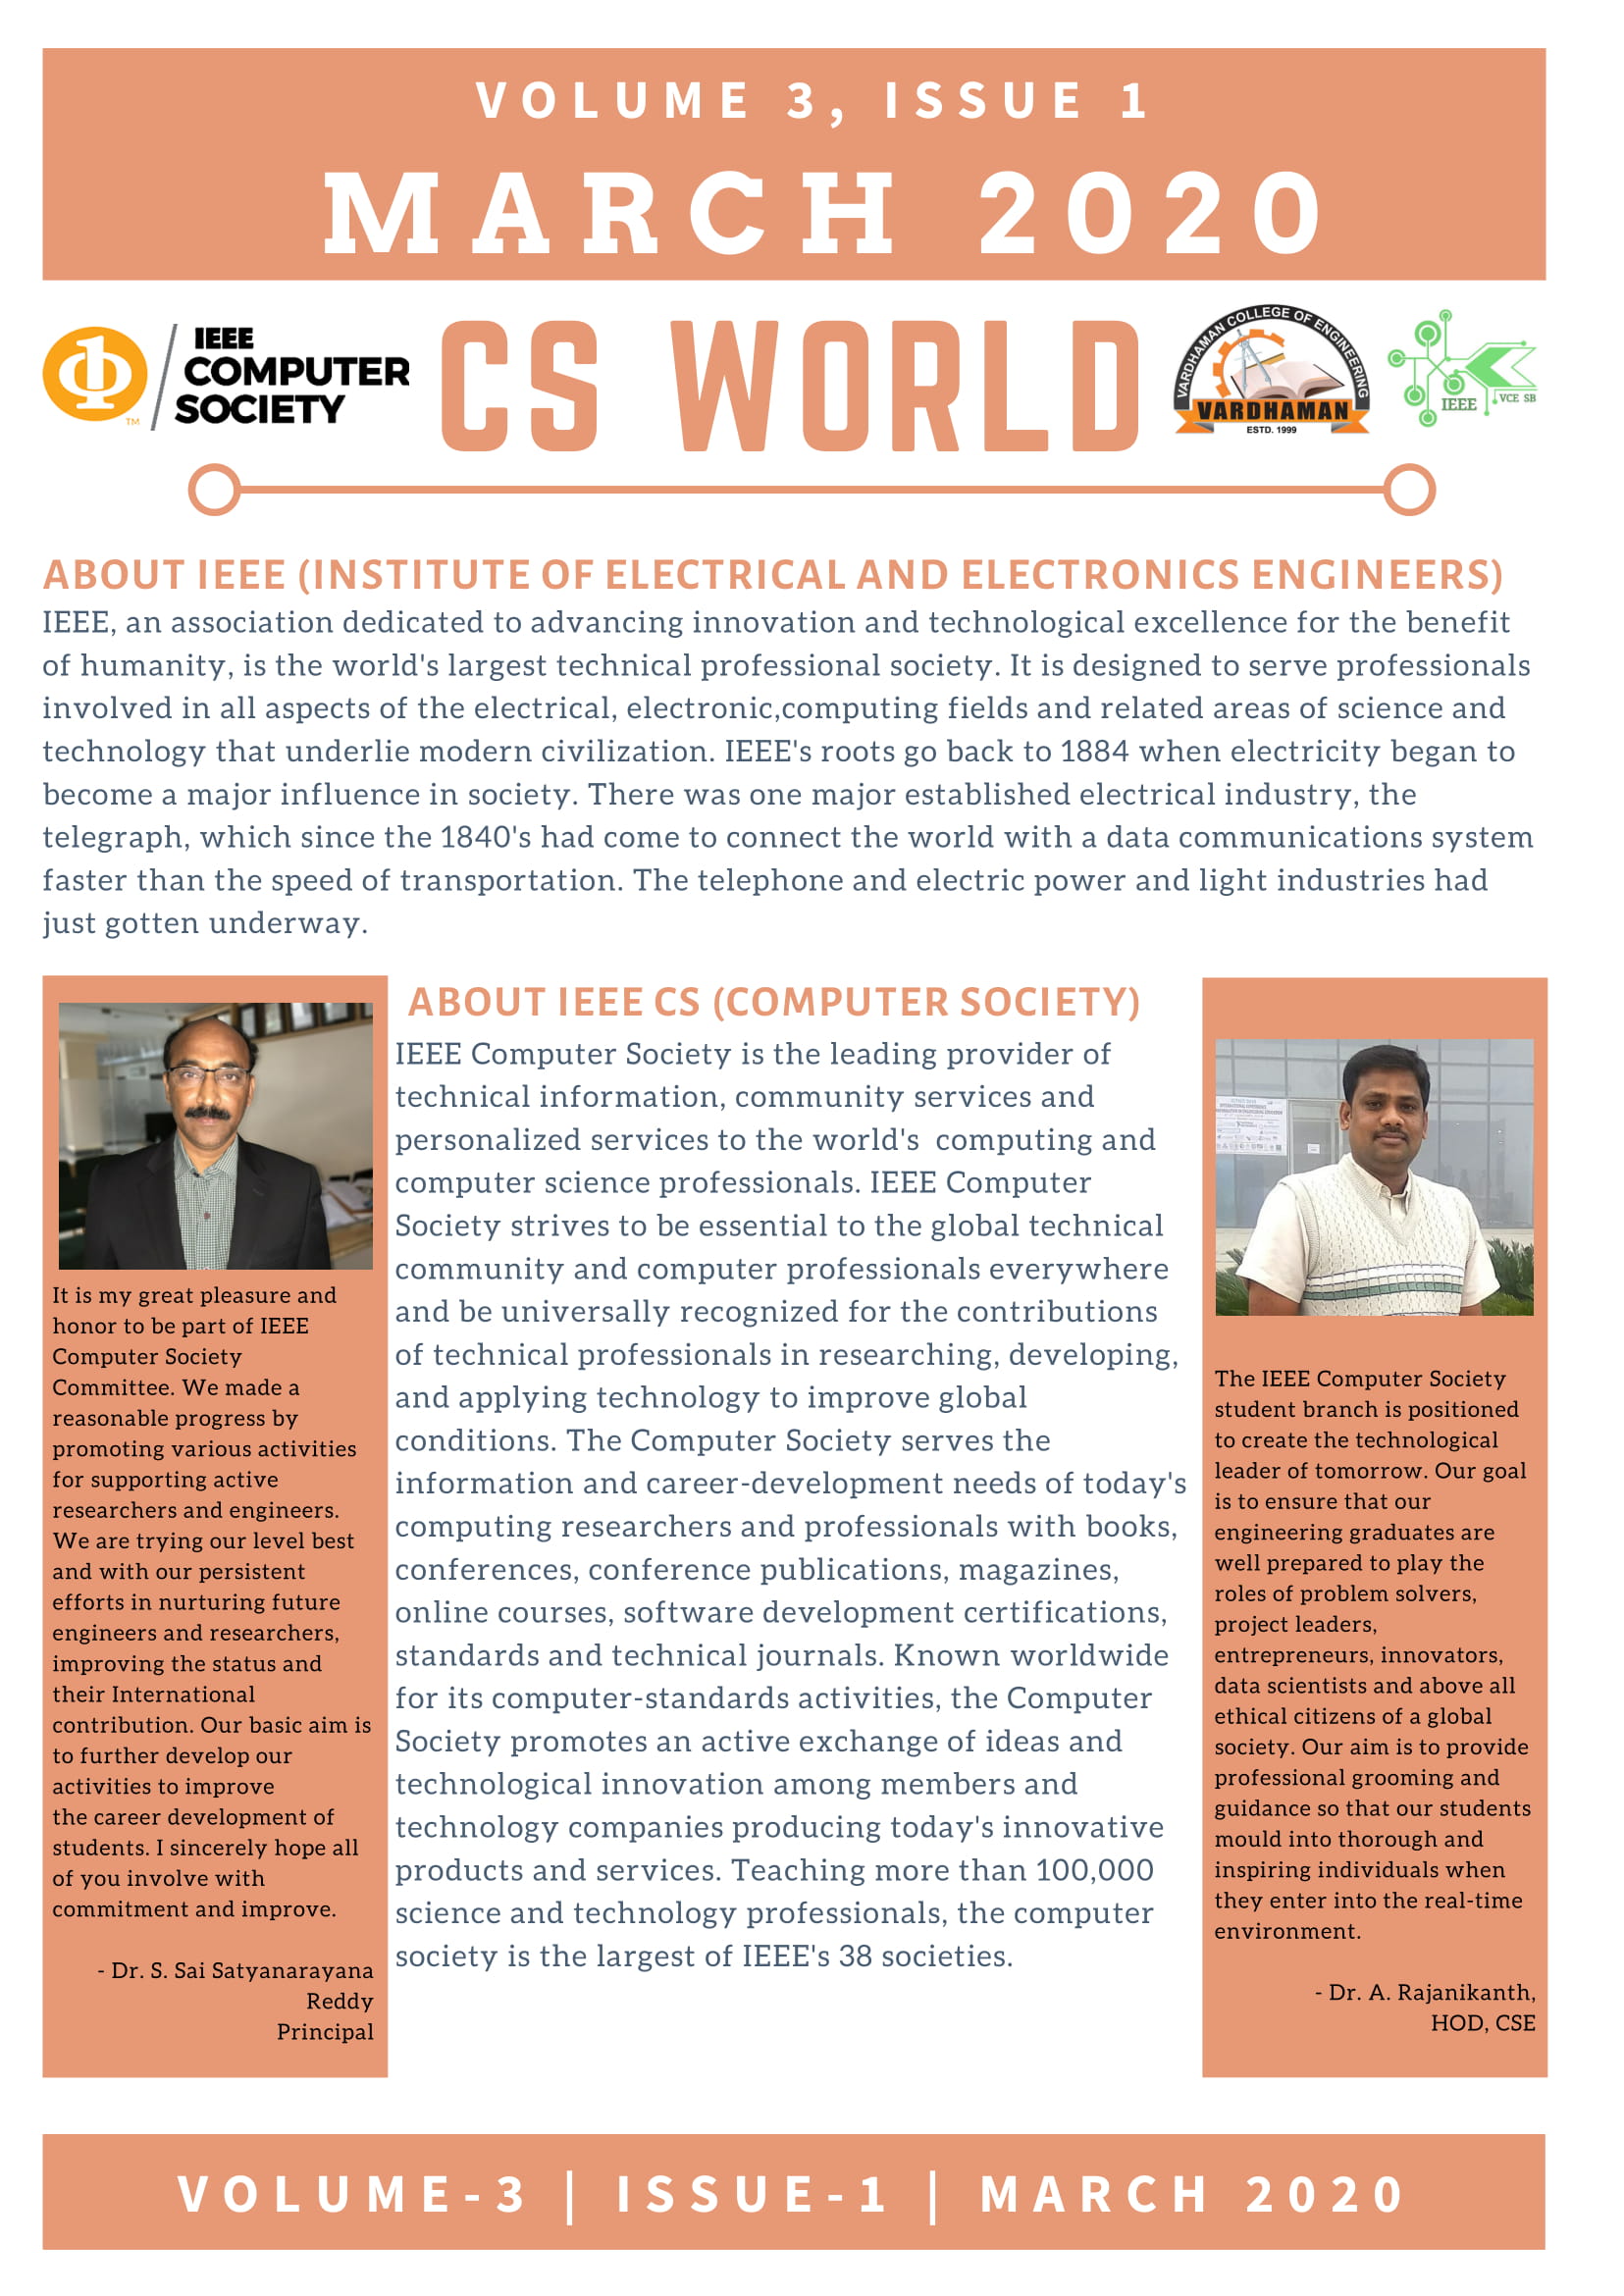 VOLUME 3, ISSUE 1
MARCH 2020
IEEE
COMPUTER
SOCIETY
TM
CS WORLD
VARDHAMAN COLLEGE OF ENGINEERING
VARDHAMAN
ESTD. 1999
IEEE
VCE SB
ABOUT IEEE (INSTITUTE OF ELECTRICAL AND ELECTRONICS ENGINEERS)
IEEE, an association dedicated to advancing innovation and technological excellence for the benefit
of humanity, is the world's largest technical professional society. It is designed to serve professionals
involved in all aspects of the electrical, electronic,computing fields and related areas of science and
technology that underlie modern civilization. IEEE's roots go back to 1884 when electricity began to
become a major influence in society. There was one major established electrical industry, the
telegraph, which since the 1840's had come to connect the world with a data communications system
faster than the speed of transportation. The telephone and electric power and light industries had
just gotten underway.
It is my great pleasure and
honor to be part of IEEE
Computer Society
Committee. We made a
reasonable progress by
promoting various activities
for supporting active
researchers and engineers.
We are trying our level best
and with our persistent
efforts in nurturing future
engineers and researchers,
improving the status and
their International
contribution. Our basic aim is
to further develop our
activities to improve
the career development of
students. I sincerely hope all
of you involve with
commitment and improve.
- Dr. S. Sai Satyanarayana
Reddy
Principal
ABOUT IEEE CS (COMPUTER SOCIETY)
IEEE Computer Society is the leading provider of
technical information, community services and
personalized services to the world's computing and
computer science professionals. IEEE Computer
Society strives to be essential to the global technical
community and computer professionals everywhere
and be universally recognized for the contributions
of technical professionals in researching, developing,
and applying technology to improve global
conditions. The Computer Society serves the
information and career-development needs of today's
computing researchers and professionals with books,
conferences, conference publications, magazines,
online courses, software development certifications,
standards and technical journals. Known worldwide
for its computer-standards activities, the Computer
Society promotes an active exchange of ideas and
technological innovation among members and
technology companies producing today's innovative
products and services. Teaching more than 100,000
science and technology professionals, the computer
society is the largest of IEEE's 38 societies.
The IEEE Computer Society
student branch is positioned
to create the technological
leader of tomorrow. Our goal
is to ensure that our
engineering graduates are
well prepared to play the
roles of problem solvers,
project leaders,
entrepreneurs, innovators,
data scientists and above all
ethical citizens of a global
society. Our aim is to provide
professional grooming and
guidance so that our students
mould into thorough and
inspiring individuals when
they enter into the real-time
environment.
- Dr. A. Rajanikanth,
HOD, CSE
VOLUME-3 | ISSUE-1 | MARCH 2020